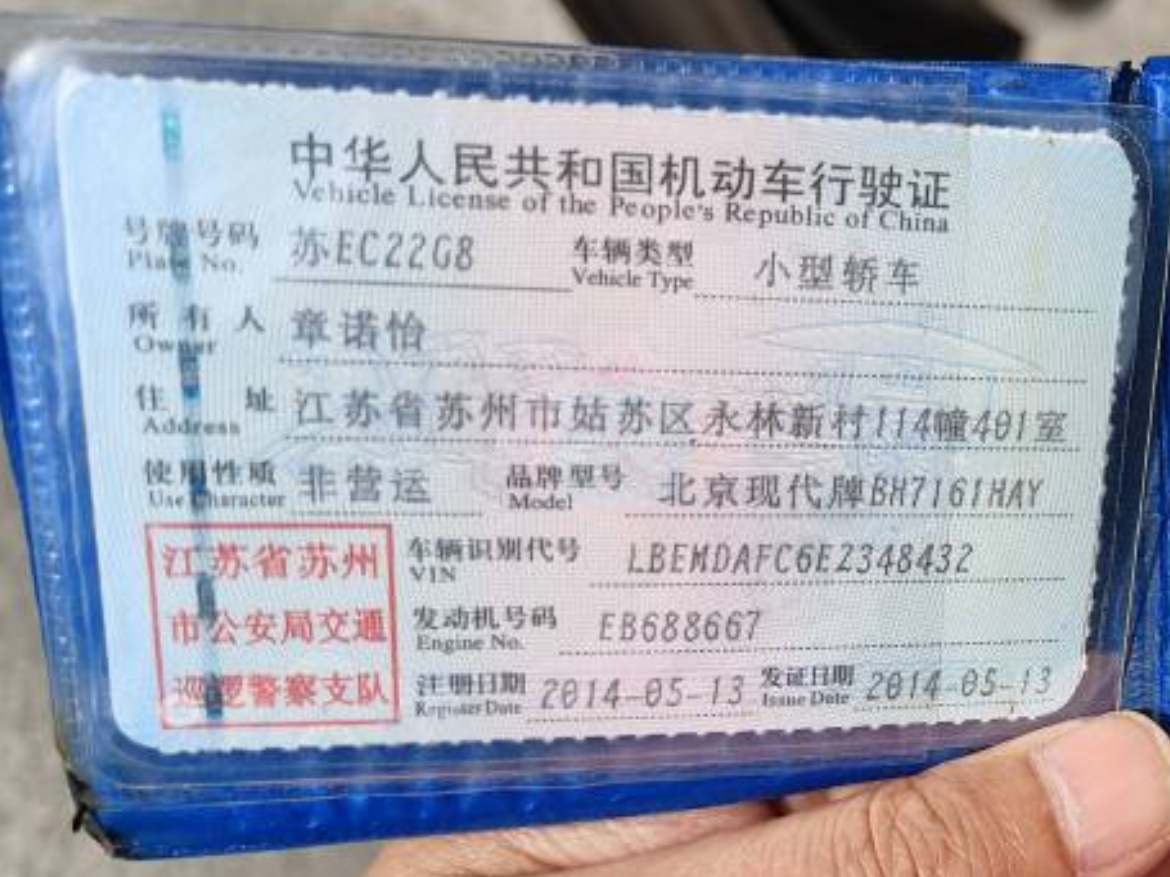 中华人民共和国机动车行驶证
Vehicle License of the People's Republic of China
号牌号码 苏EC22G8 车辆类型 小型轿车
Plate No. Vehicle Type
所有人 章诺怡
Owner
住址 江苏省苏州市姑苏区永林新村114幢401室
Address
使用性质 非营运 品牌型号 北京现代牌BH7161HAY
Use Character Model
江苏省苏州
市公安局交通
巡逻警察支队
车辆识别代号 LBEMDAFC6E2348432
VIN
发动机号码 EB688667
Engine No.
注册日期 2014-05-13 发证日期 2014-05-13
Register Date Issue Date